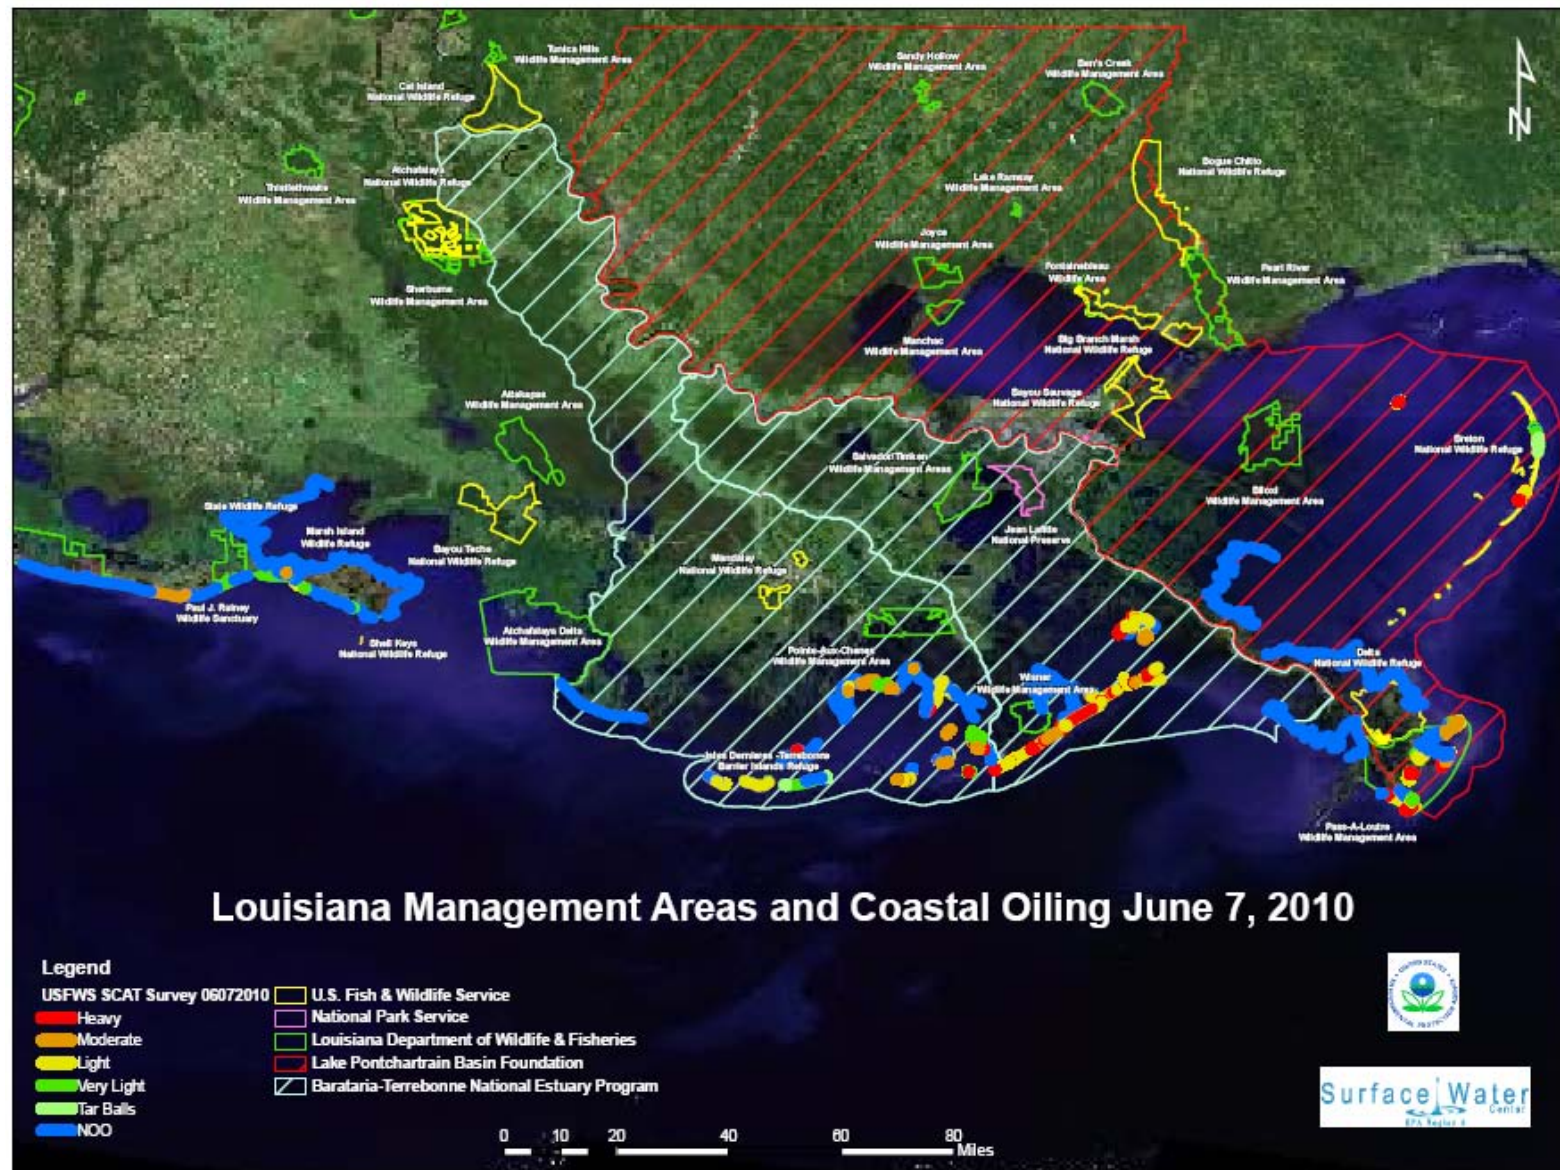 Tunica Hills
Wildlife Management Area
Sandy Hollow
Wildlife Management Area
Ben's Creek
Wildlife Management Area
Cat Island
National Wildlife Refuge
N
Atchafalaya
National Wildlife Refuge
Thistlethwaite
Wildlife Management Area
Lake Ramsay
Wildlife Management Area
Bogue Chitto
National Wildlife Refuge
Joyce
Wildlife Management Area
Sherburne
Wildlife Management Area
Fontainebleau
Wildlife Area
Pearl River
Wildlife Management Area
Manchac
Wildlife Management Area
Big Branch Marsh
National Wildlife Refuge
Attakapas
Wildlife Management Area
Bayou Sauvage
National Wildlife Refuge
Salvador/Timken
Wildlife Management Areas
Breton
National Wildlife Refuge
Biloxi
Wildlife Management Area
State Wildlife Refuge
Marsh Island
Wildlife Refuge
Bayou Teche
National Wildlife Refuge
Jean Lafitte
National Preserve
Mandalay
National Wildlife Refuge
Paul J. Rainey
Wildlife Sanctuary
Shell Keys
National Wildlife Refuge
Atchafalaya Delta
Wildlife Management Area
Pointe-Aux-Chenes
Wildlife Management Area
Wisner
Wildlife Management Area
Delta
National Wildlife Refuge
Isles Dernieres -Terrebonne
Barrier Islands Refuge
Pass-A-Loutre
Wildlife Management Area
Louisiana Management Areas and Coastal Oiling June 7, 2010
Legend
USFWS SCAT Survey 06072010
Heavy
Moderate
Light
Very Light
Tar Balls
NOO
U.S. Fish & Wildlife Service
National Park Service
Louisiana Department of Wildlife & Fisheries
Lake Pontchartrain Basin Foundation
Barataria-Terrebonne National Estuary Program
0 10 20 40 60 80
Miles
Surface Water
Center